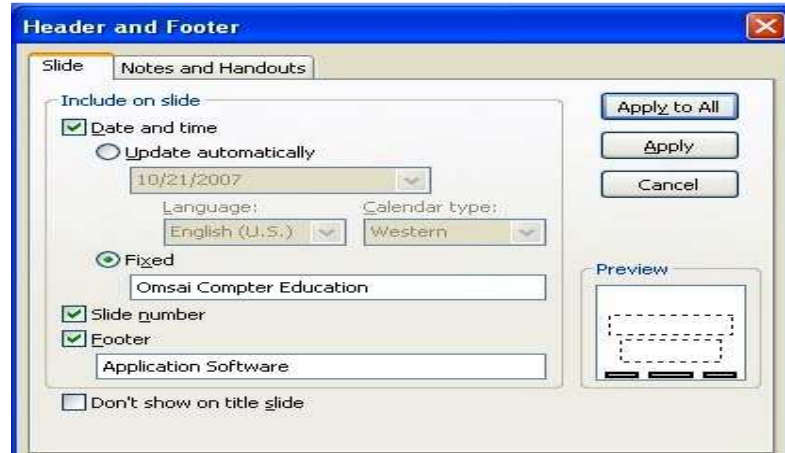 Header and Footer
Slide
Notes and Handouts
Include on slide
Date and time
Update automatically
10/21/2007
Language:
Calendar type:
English (U.S.)
Western
Fixed
Omsai Compter Education
Slide number
Footer
Application Software
Don't show on title slide
Apply to All
Apply
Cancel
Preview